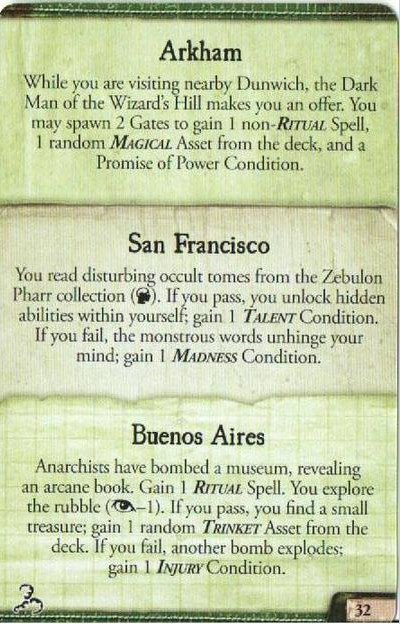 Arkham
While you are visiting nearby Dunwich, the Dark
Man of the Wizard's Hill makes you an offer. You
may spawn 2 Gates to gain 1 non-RITUAL Spell,
1 random MAGICAL Asset from the deck, and a
Promise of Power Condition.
San Francisco
You read disturbing occult tomes from the Zebulon
Pharr collection ( ). If you pass, you unlock hidden
abilities within yourself; gain 1 TALENT Condition.
If you fail, the monstrous words unhinge your
mind; gain 1 MADNESS Condition.
Buenos Aires
Anarchists have bombed a museum, revealing
an arcane book. Gain 1 RITUAL Spell. You explore
the rubble ( –1). If you pass, you find a small
treasure; gain 1 random TRINKET Asset from the
deck. If you fail, another bomb explodes;
gain 1 INJURY Condition.
32